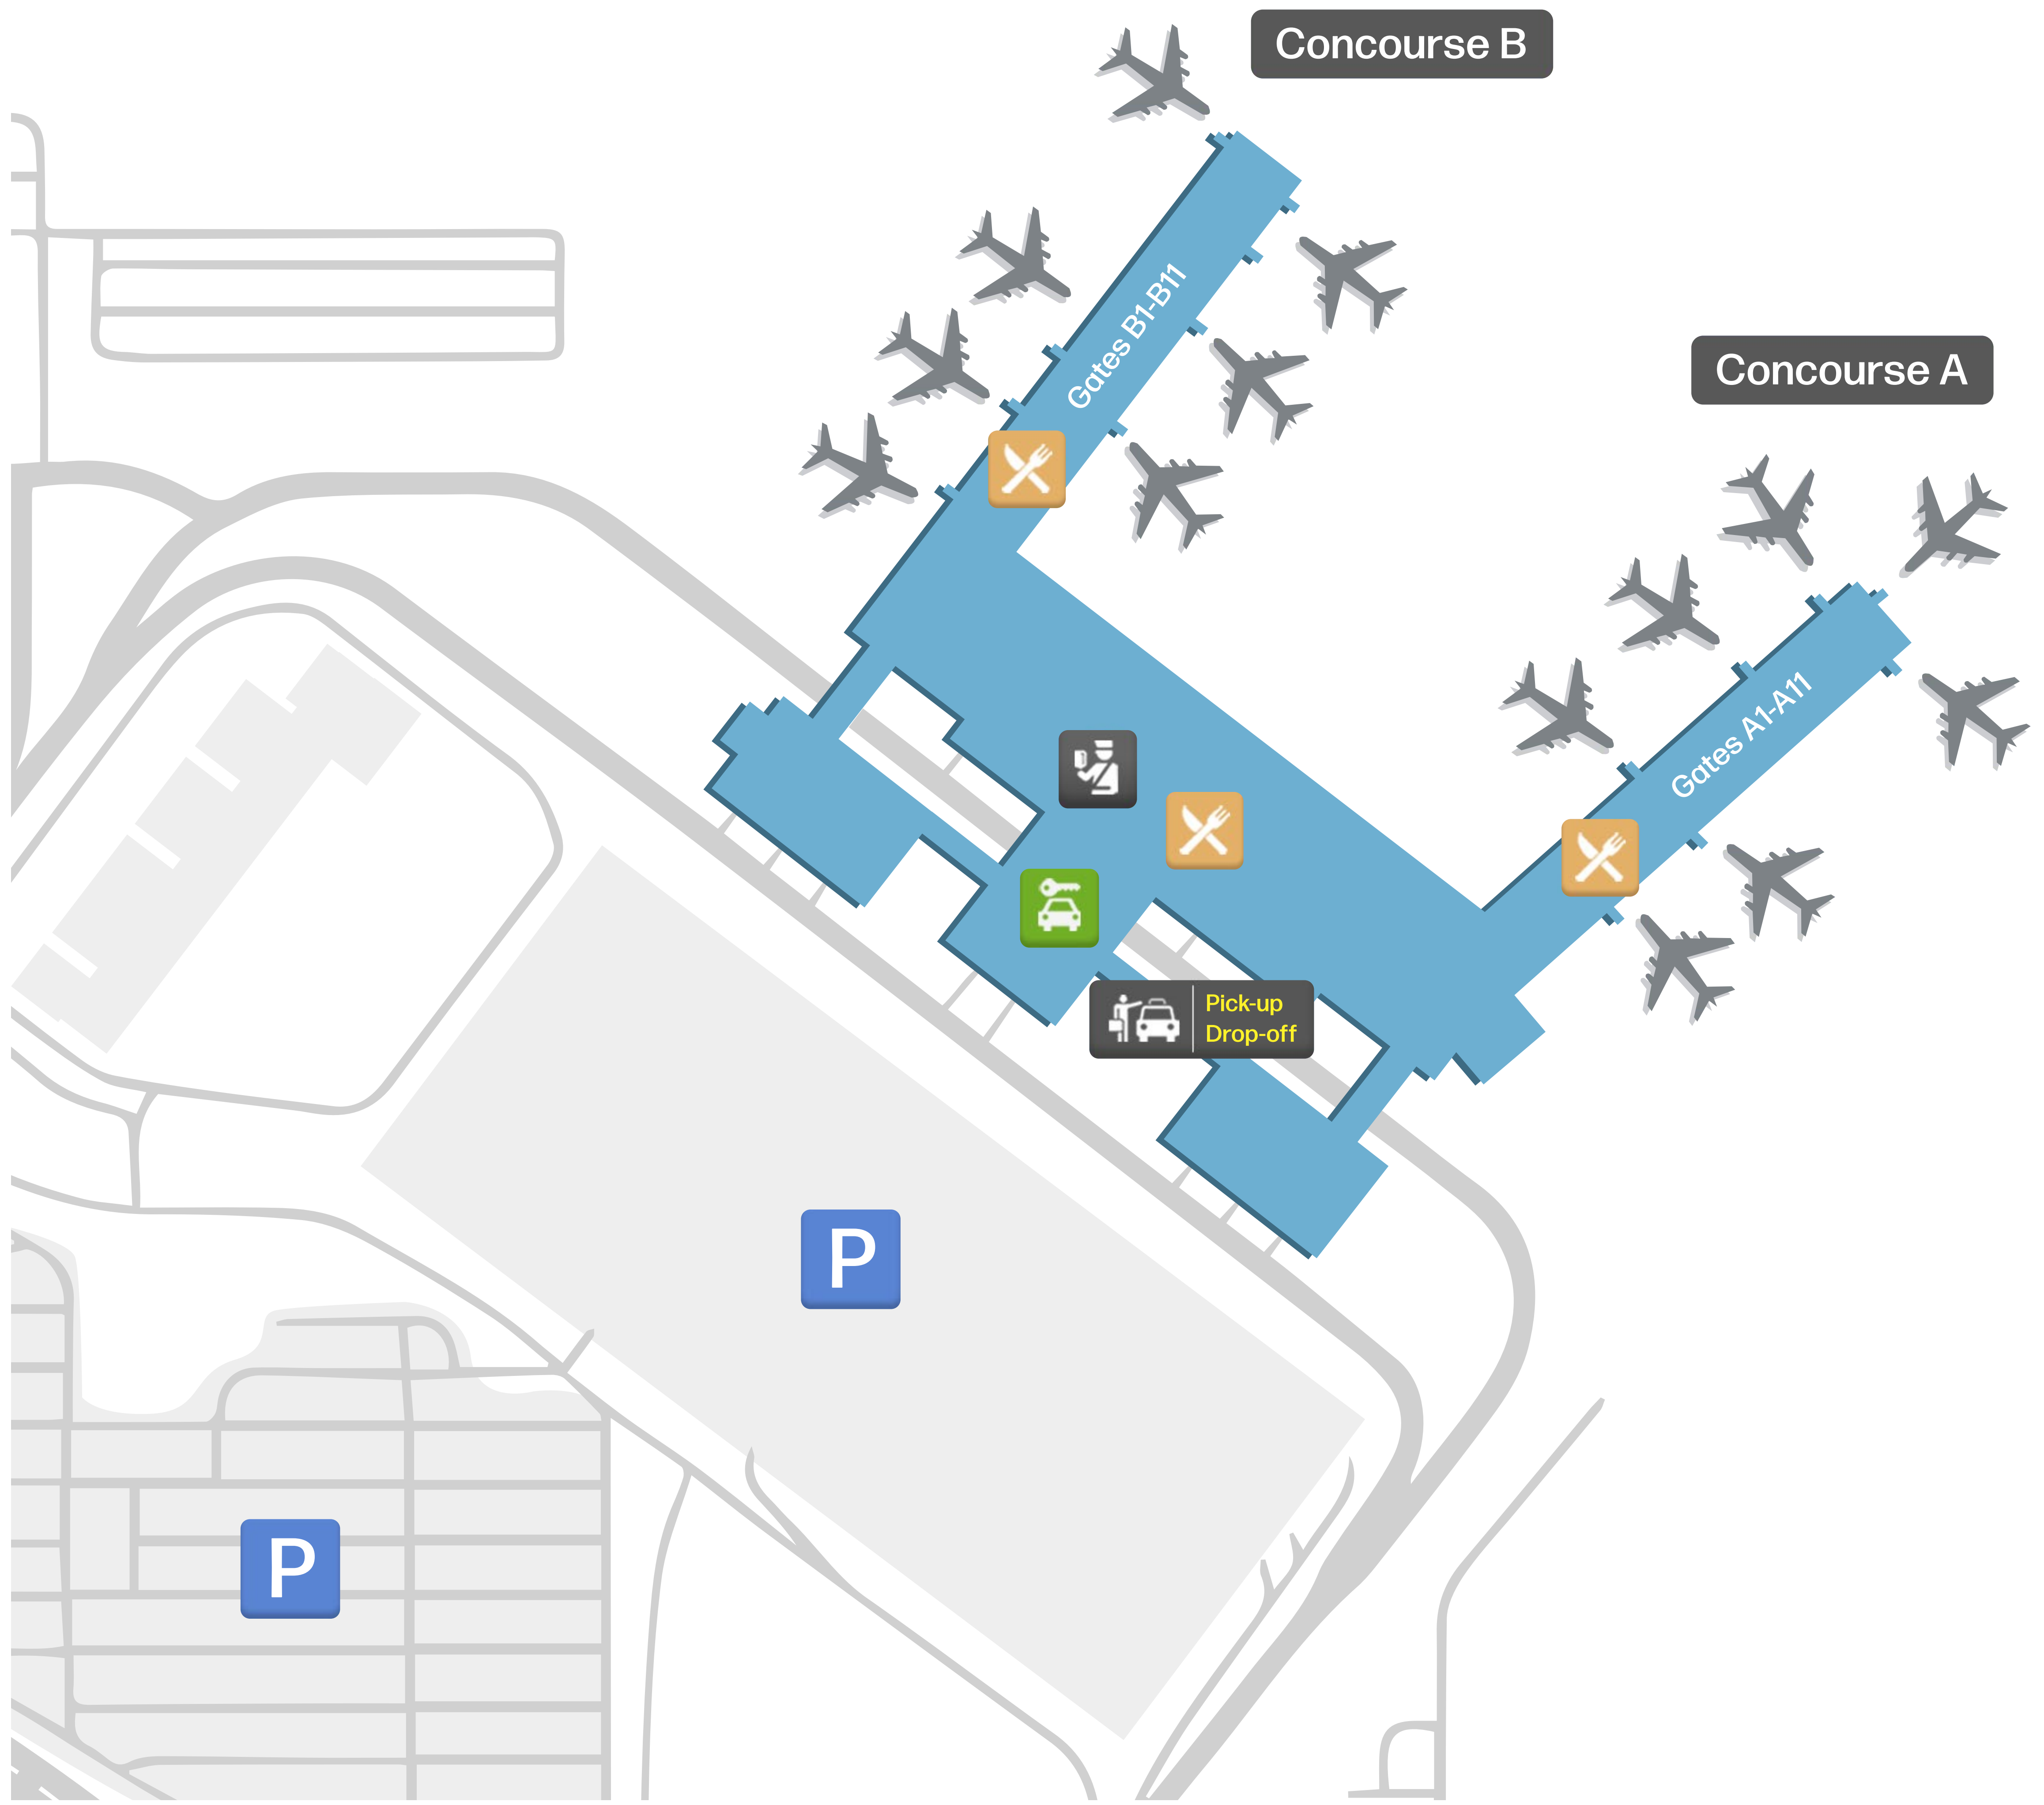 Concourse B
Gates B1-B11
Concourse A
Gates A1-A11
Pick-up
Drop-off
P
P